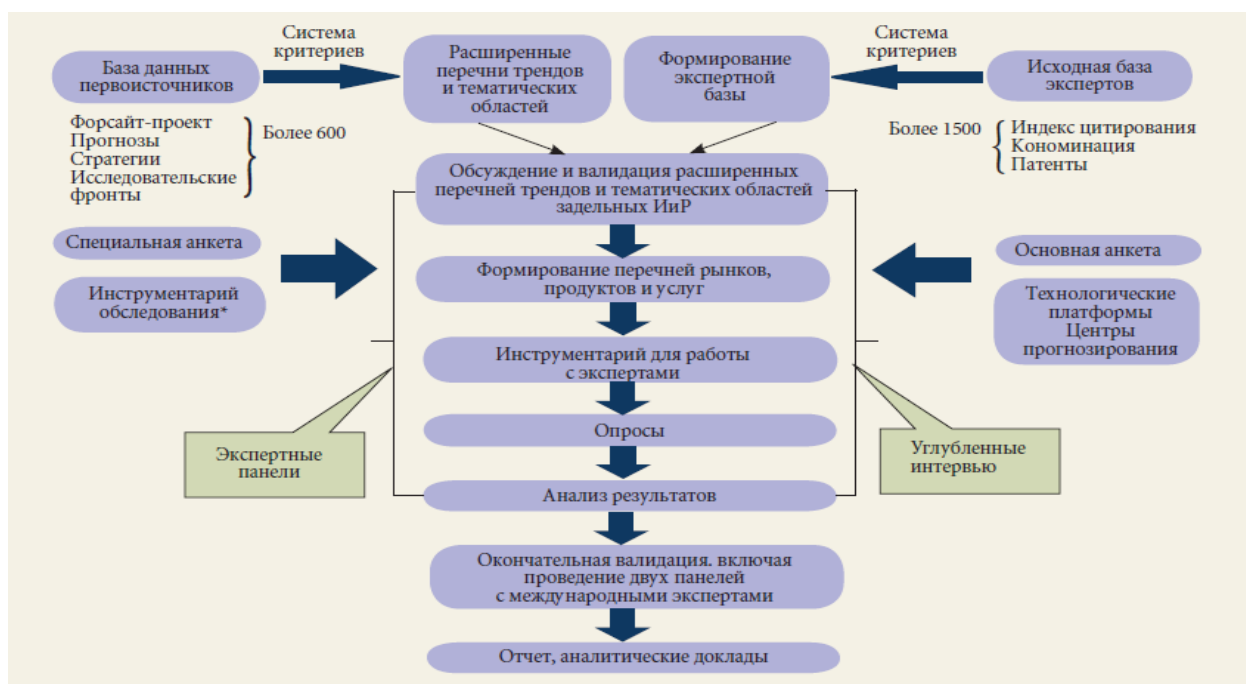 Система
критериев
База данных
первоисточников
Расширенные
перечни трендов
и тематических
областей
Формирование
экспертной
базы
Система
критериев
Исходная база
экспертов
Форсайт-проект
Прогнозы
Стратегии
Исследовательские
фронты
Более 600
Более 1500
Индекс цитирования
Кономинация
Патенты
Обсуждение и валидация расширенных
перечней трендов и тематических областей
задельных ИиР
Специальная анкета
Инструментарий
обследования*
Формирование перечней рынков,
продуктов и услуг
Основная анкета
Технологические
платформы
Центры
прогнозирования
Инструментарий для работы
с экспертами
Опросы
Экспертные
панели
Углубленные
интервью
Анализ результатов
Окончательная валидация. включая
проведение двух панелей
с международными экспертами
Отчет, аналитические доклады